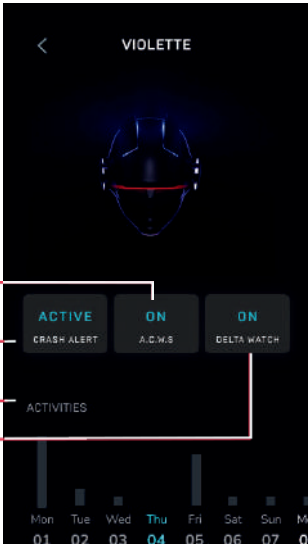 VIOLETTE
ACTIVE ON ON
CRASH ALERT A.C.W.S DELTA WATCH
ACTIVITIES
Mon Tue Wed Thu Fri Sat Sun
01 02 03 04 05 06 07